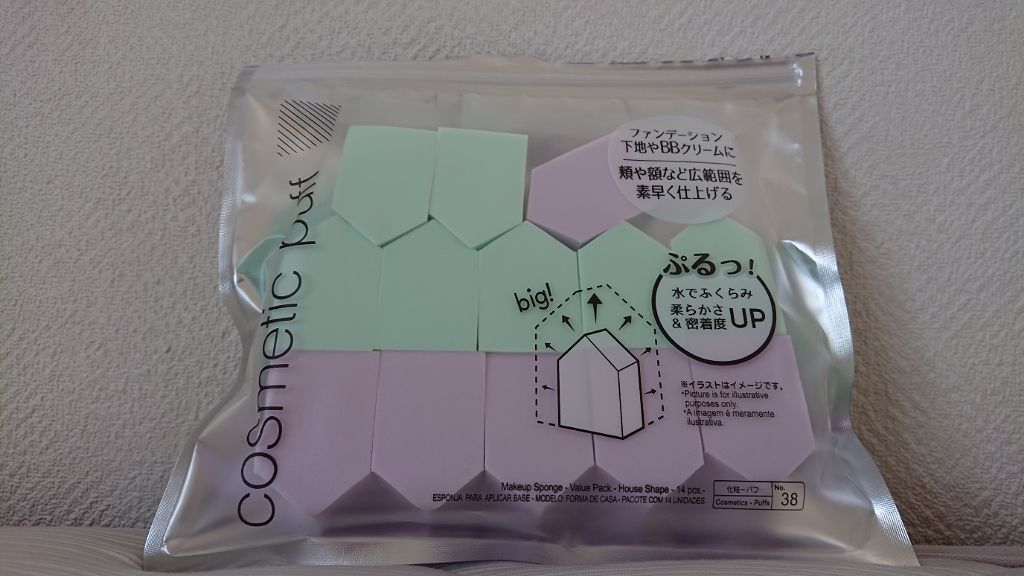 cosmetic puff
ファンデーション
下地やBBクリームに
頬や額など広範囲を
素早く仕上げる
ぷるっ!
水でふくらみ
柔らかさ
&密着度 UP
big!
※イラストはイメージです。
•Picture is for illustrative
purposes only.
•A imagem é meramente
ilustrativa.
Makeup Sponge - Value Pack - House Shape - 14 pcs.-
ESPONJA PARA APLICAR BASE - MODELO: FORMA DE CASA - PACOTE COM 14 UNIDADES
化粧ーパフ
Cosmetics - Puffs
No.
38